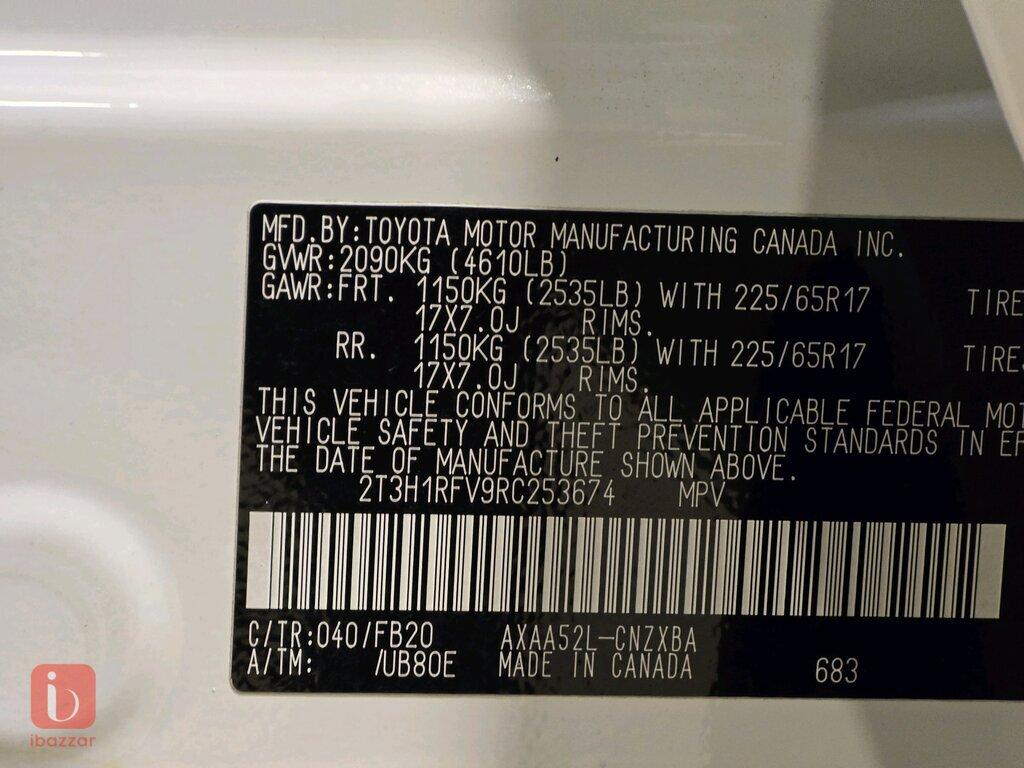 MFD.BY:TOYOTA MOTOR MANUFACTURING CANADA INC.
GVWR:2090KG (4610LB)
GAWR:FRT. 1150KG (2535LB) WITH 225/65R17 TIRE
17X7.0J RIMS.
RR. 1150KG (2535LB) WITH 225/65R17 TIRE
17X7.0J RIMS.
THIS VEHICLE CONFORMS TO ALL APPLICABLE FEDERAL MOT
VEHICLE SAFETY AND THEFT PREVENTION STANDARDS IN EF
THE DATE OF MANUFACTURE SHOWN ABOVE.
2T3H1RFV9RC253674 MPV
C/TR:040/FB20 AXAA52L-CNZXBA
A/TM: /UB80E MADE IN CANADA 683
ibazzar